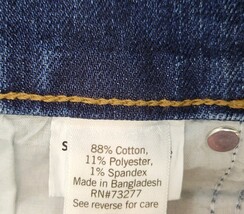 S
88% Cotton,
11% Polyester,
1% Spandex
Made in Bangladesh
RN#73277
See reverse for care